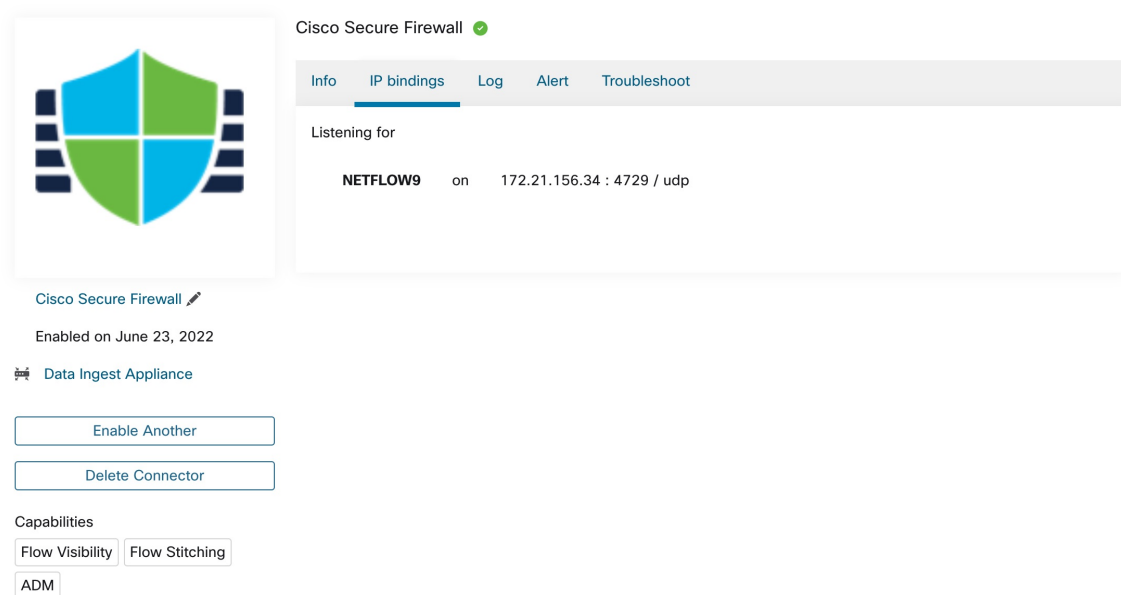 Cisco Secure Firewall
Info IP bindings Log Alert Troubleshoot
Listening for
NETFLOW9 on 172.21.156.34 : 4729 / udp
Cisco Secure Firewall
Enabled on June 23, 2022
Data Ingest Appliance
Enable Another
Delete Connector
Capabilities
Flow Visibility Flow Stitching
ADM